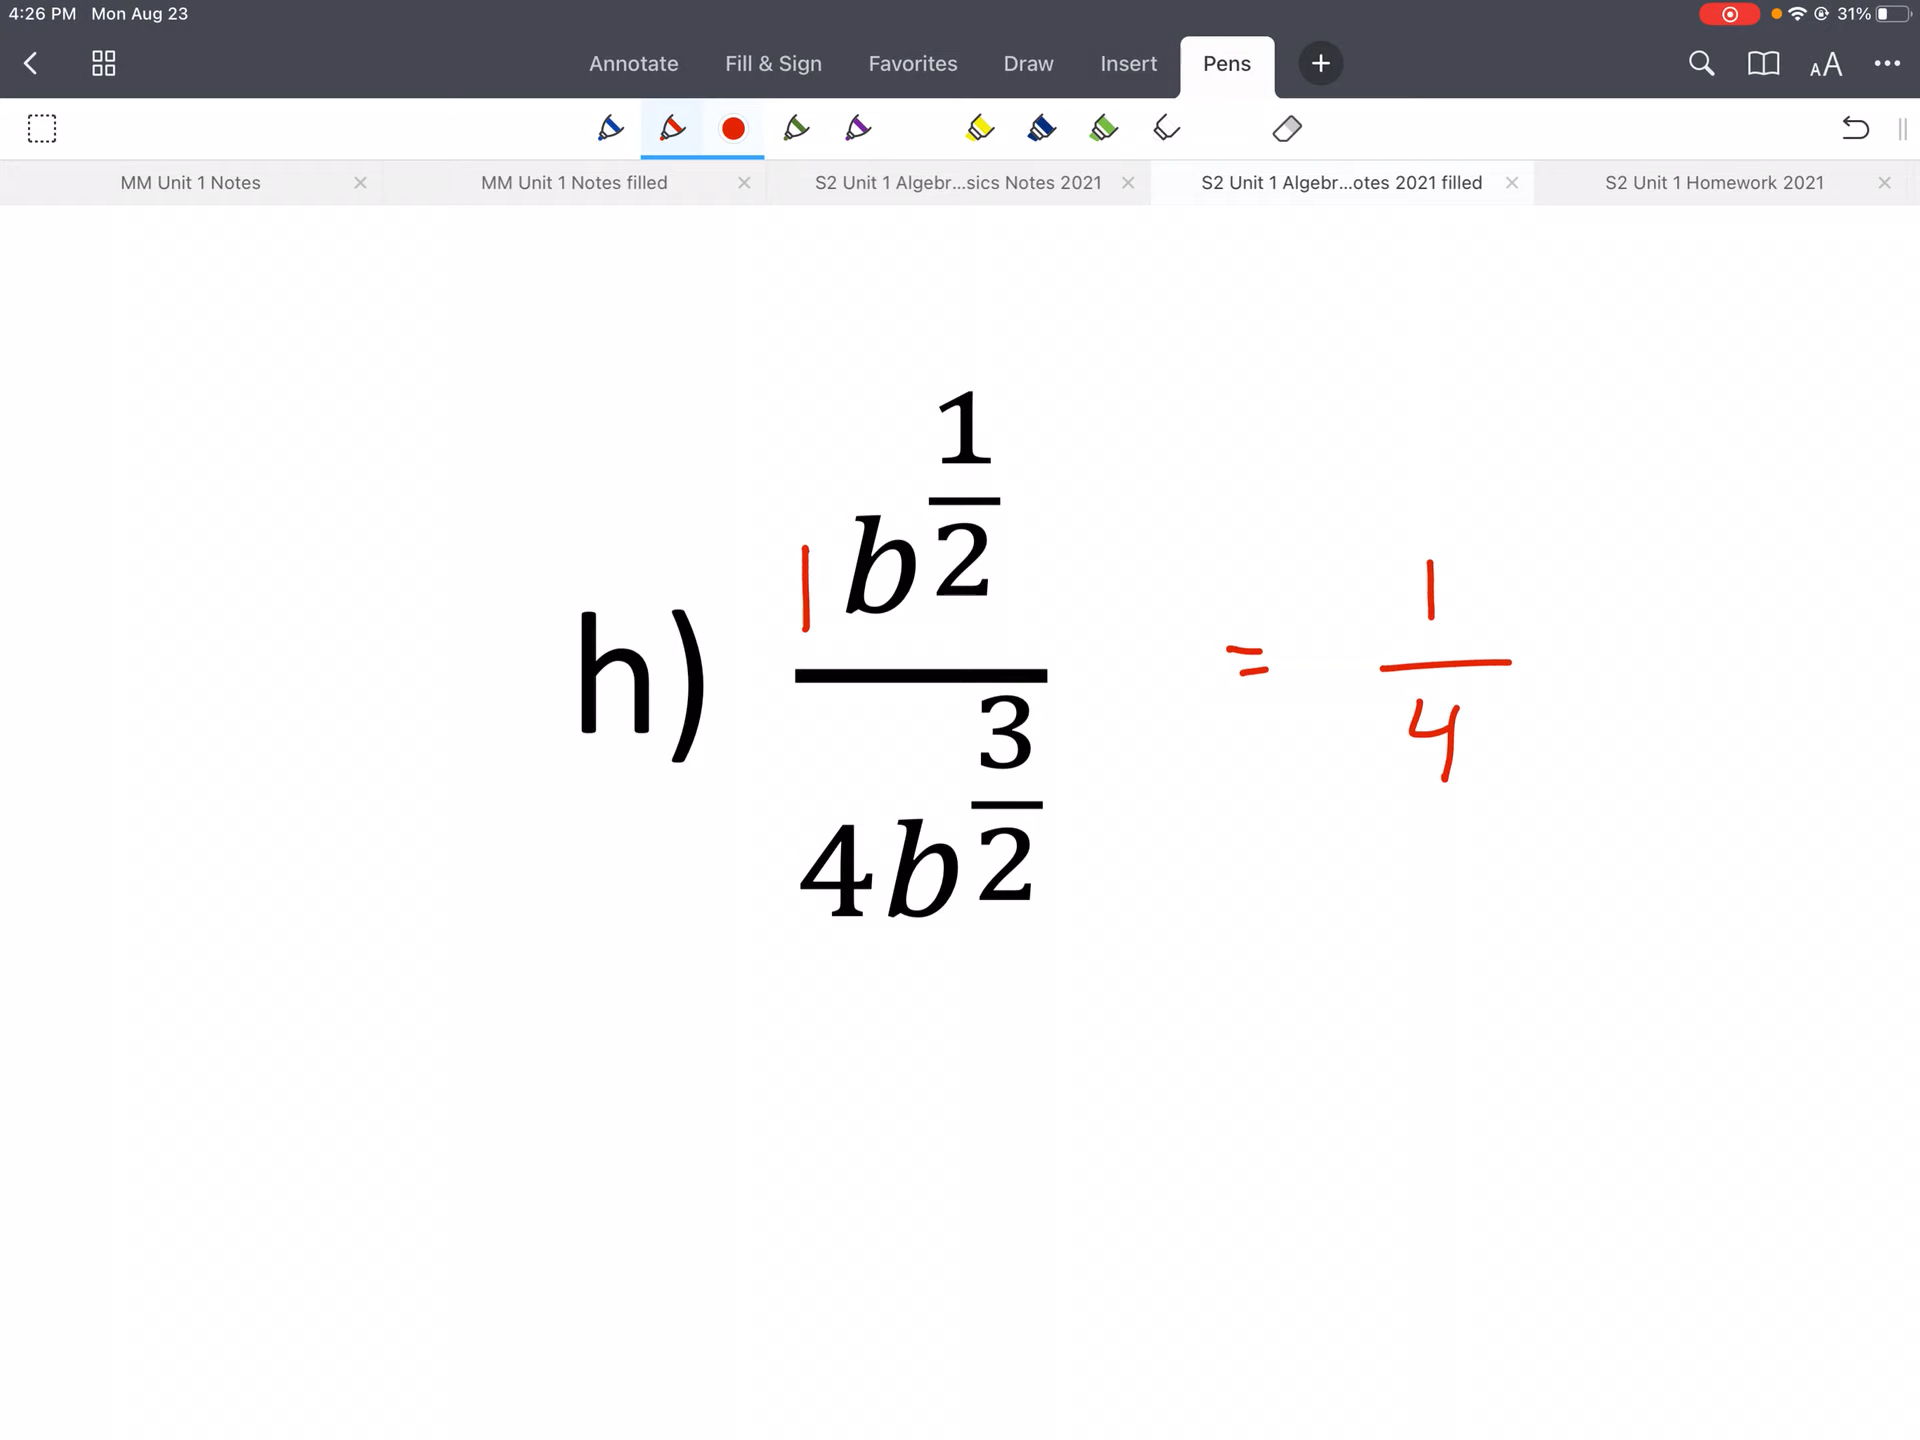 4:26 PM Mon Aug 23 31%
Annotate Fill & Sign Favorites Draw Insert Pens + AA
MM Unit 1 Notes × MM Unit 1 Notes filled × S2 Unit 1 Algebr...sics Notes 2021 × S2 Unit 1 Algebr...otes 2021 filled × S2 Unit 1 Homework 2021 ×
h) 1b^(1/2) / 4b^(3/2) = 1/4